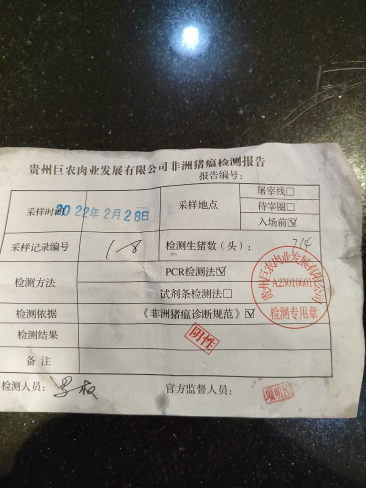 贵州巨农肉业发展有限公司非洲猪瘟检测报告
报告编号：
采样时间 2022年2月28日 采样地点 屠宰线□
待宰圈□
入场前☑
采样记录编号 1-8 检测生猪数（头）： 714
检测方法 PCR检测法☑
试剂条检测法□
检测依据 《非洲猪瘟诊断规范》☑
检测结果 阴性
备注
检测人员： 官方监督人员：
贵州巨农肉业发展有限公司
A230106017
检测专用章